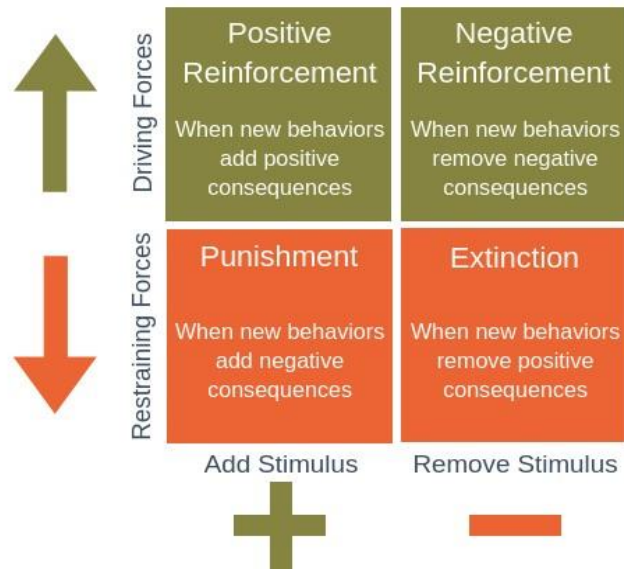 Driving Forces
Positive
Reinforcement
When new behaviors
add positive
consequences
Negative
Reinforcement
When new behaviors
remove negative
consequences
Restraining Forces
Punishment
When new behaviors
add negative
consequences
Extinction
When new behaviors
remove positive
consequences
Add Stimulus
Remove Stimulus